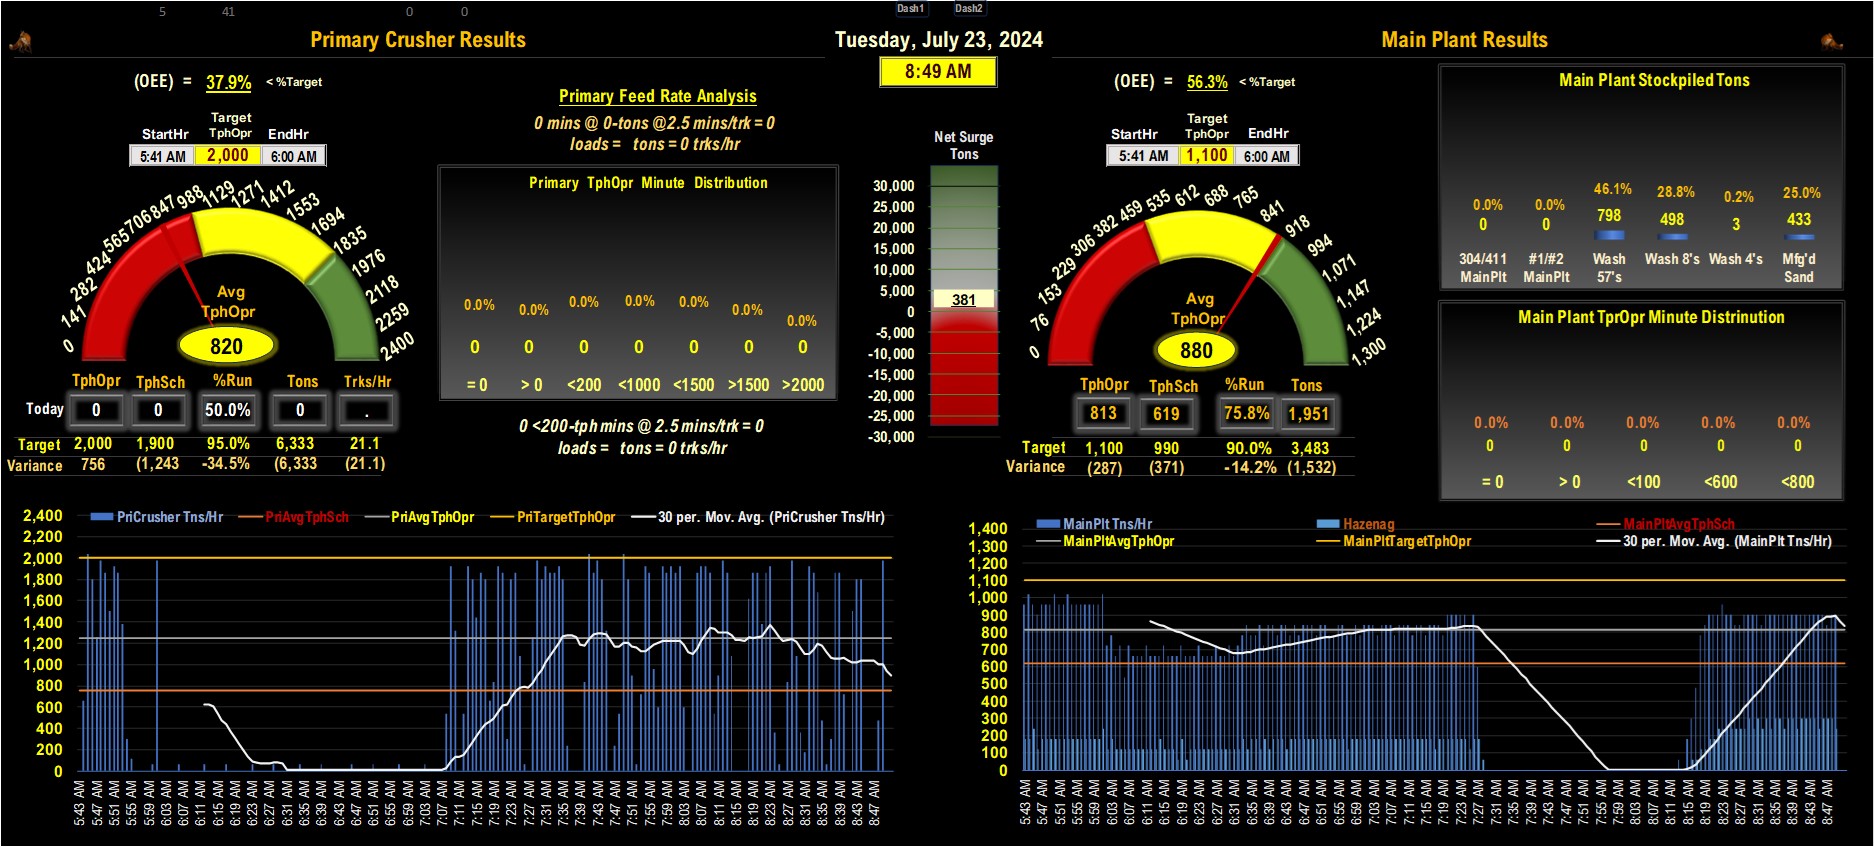 5 41 0 0 Dash1 Dash2
Primary Crusher Results
Tuesday, July 23, 2024
Main Plant Results
8:49 AM
(OEE) = 37.9% < %Target
StartHr Target TphOpr EndHr
5:41 AM 2,000 6:00 AM
0 141 282 424 565 706 847 988 1129 1271 1412 1553 1694 1835 1976 2118 2259 2400
Avg
TphOpr
820
TphOpr TphSch %Run Tons Trks/Hr
Today 0 0 50.0% 0 .
Target 2,000 1,900 95.0% 6,333 21.1
Variance 756 (1,243 -34.5% (6,333 (21.1)
Primary Feed Rate Analysis
0 mins @ 0-tons @2.5 mins/trk = 0
loads = tons = 0 trks/hr
Primary TphOpr Minute Distribution
0.0% 0.0% 0.0% 0.0% 0.0% 0.0% 0.0%
0 0 0 0 0 0 0
= 0 > 0 <200 <1000 <1500 >1500 >2000
0 <200-tph mins @ 2.5 mins/trk = 0
loads = tons = 0 trks/hr
Net Surge
Tons
30,000
25,000
20,000
15,000
10,000
5,000
381
0
-5,000
-10,000
-15,000
-20,000
-25,000
-30,000
(OEE) = 56.3% < %Target
StartHr Target TphOpr EndHr
5:41 AM 1,100 6:00 AM
0 76 153 229 306 382 459 535 612 688 765 841 918 994 1,071 1,147 1,224 1,300
Avg
TphOpr
880
TphOpr TphSch %Run Tons
813 619 75.8% 1,951
Target 1,100 990 90.0% 3,483
Variance (287) (371) -14.2% (1,532)
Main Plant Stockpiled Tons
0.0% 0.0% 46.1% 28.8% 0.2% 25.0%
0 0 798 498 3 433
304/411 #1/#2 Wash Wash 8's Wash 4's Mfg'd
MainPlt MainPlt 57's Sand
Main Plant TprOpr Minute Distrinution
0.0% 0.0% 0.0% 0.0% 0.0%
0 0 0 0 0
= 0 > 0 <100 <600 <800
PriCrusher Tns/Hr PriAvgTphSch PriAvgTphOpr PriTargetTphOpr 30 per. Mov. Avg. (PriCrusher Tns/Hr)
2,400
2,200
2,000
1,800
1,600
1,400
1,200
1,000
800
600
400
200
0
5:43 AM 5:47 AM 5:51 AM 5:55 AM 5:59 AM 6:03 AM 6:07 AM 6:11 AM 6:15 AM 6:19 AM 6:23 AM 6:27 AM 6:31 AM 6:35 AM 6:39 AM 6:43 AM 6:47 AM 6:51 AM 6:55 AM 6:59 AM 7:03 AM 7:07 AM 7:11 AM 7:15 AM 7:19 AM 7:23 AM 7:27 AM 7:31 AM 7:35 AM 7:39 AM 7:43 AM 7:47 AM 7:51 AM 7:55 AM 7:59 AM 8:03 AM 8:07 AM 8:11 AM 8:15 AM 8:19 AM 8:23 AM 8:27 AM 8:31 AM 8:35 AM 8:39 AM 8:43 AM 8:47 AM
MainPlt Tns/Hr Hazenag MainPltAvgTphSch
MainPltAvgTphOpr MainPltTargetTphOpr 30 per. Mov. Avg. (MainPlt Tns/Hr)
1,400
1,300
1,200
1,100
1,000
900
800
700
600
500
400
300
200
100
0
5:43 AM 5:47 AM 5:51 AM 5:55 AM 5:59 AM 6:03 AM 6:07 AM 6:11 AM 6:15 AM 6:19 AM 6:23 AM 6:27 AM 6:31 AM 6:35 AM 6:39 AM 6:43 AM 6:47 AM 6:51 AM 6:55 AM 6:59 AM 7:03 AM 7:07 AM 7:11 AM 7:15 AM 7:19 AM 7:23 AM 7:27 AM 7:31 AM 7:35 AM 7:39 AM 7:43 AM 7:47 AM 7:51 AM 7:55 AM 7:59 AM 8:03 AM 8:07 AM 8:11 AM 8:15 AM 8:19 AM 8:23 AM 8:27 AM 8:31 AM 8:35 AM 8:39 AM 8:43 AM 8:47 AM